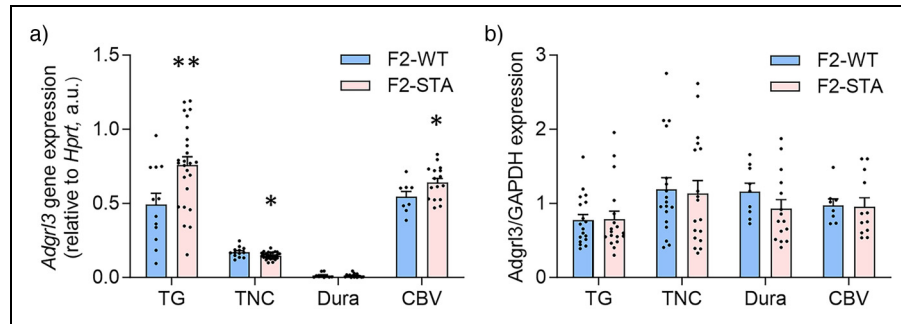 a)
Adgrl3 gene expression
(relative to Hprt, a.u.)
1.5
1.0
0.5
0.0
**
*
*
F2-WT
F2-STA
TG TNC Dura CBV
b)
Adgrl3/GAPDH expression
3
2
1
0
F2-WT
F2-STA
TG TNC Dura CBV